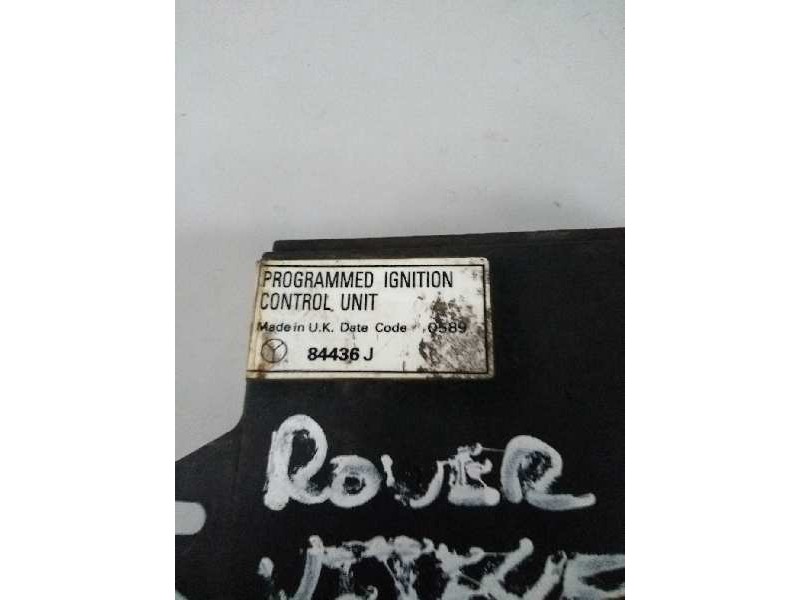 PROGRAMMED IGNITION
CONTROL UNIT
Made in U.K. Date Code 0589
84436 J
ROVER